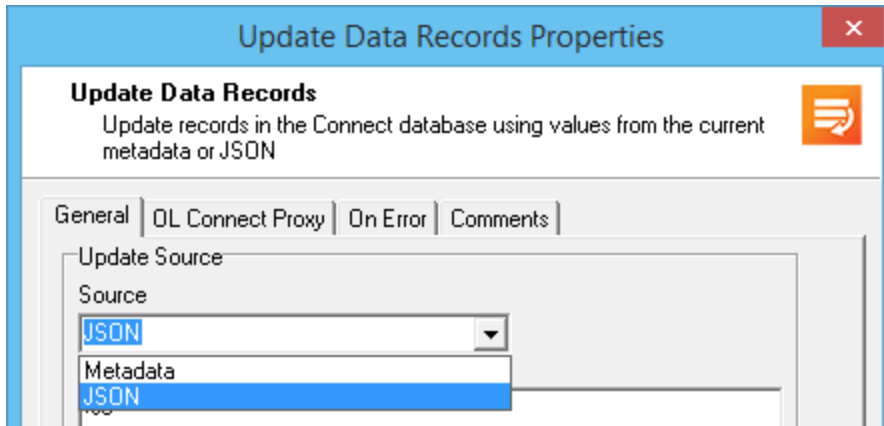 Update Data Records Properties
Update Data Records
Update records in the Connect database using values from the current
metadata or JSON
General
OL Connect Proxy
On Error
Comments
Update Source
Source
JSON
Metadata
JSON